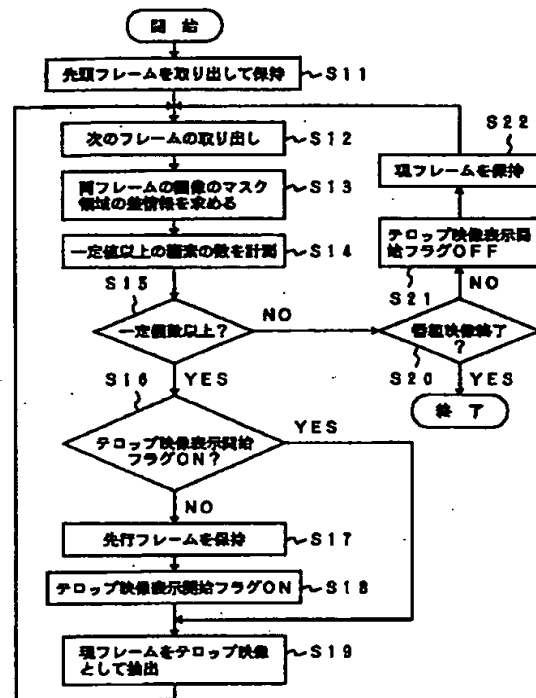 開始
先頭フレームを取り出して保持
S11
次のフレームの取り出し
S12
両フレームの画像のマスク
領域の差情報を求める
S13
一定値以上の画素の数を計測
S14
S15
一定個数以上？
NO
YES
S16
テロップ映像表示開始
フラグON？
YES
NO
先行フレームを保持
S17
テロップ映像表示開始フラグON
S18
現フレームをテロップ映像
として抽出
S19
S22
現フレームを保持
テロップ映像表示開
始フラグOFF
S21
NO
番組映像終了
？
S20
YES
終了